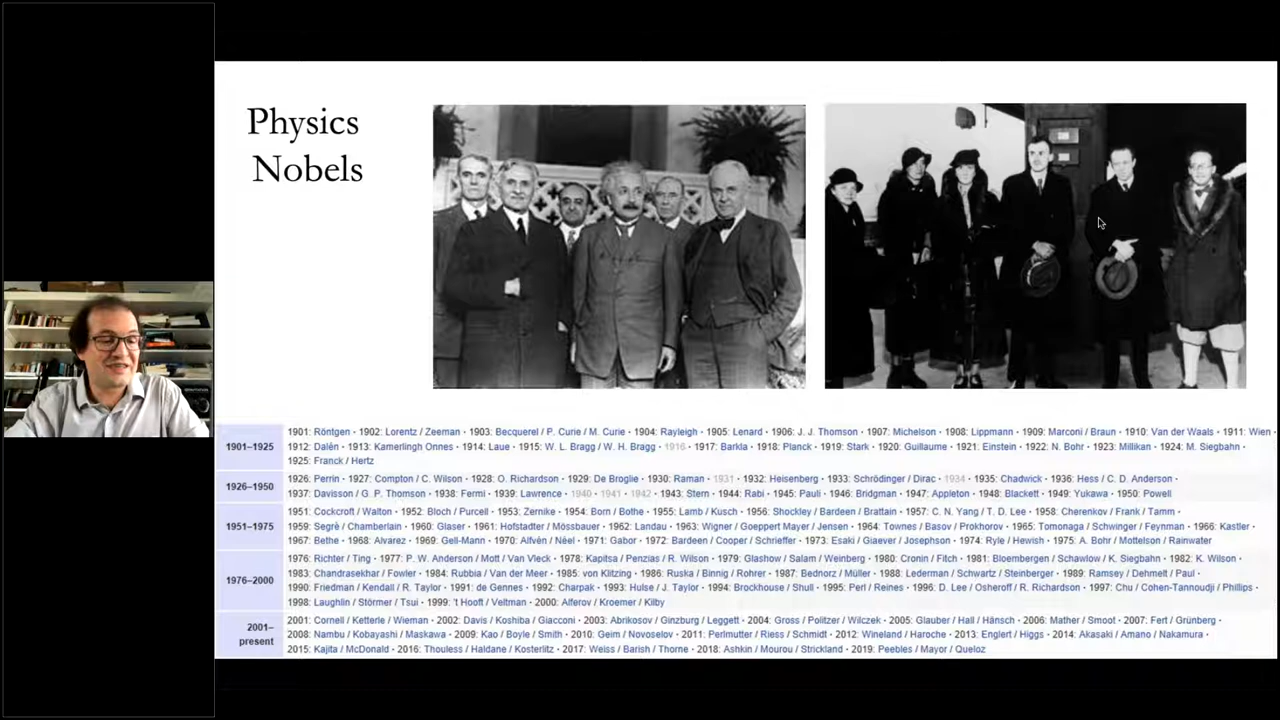 Physics
Nobels
1901–1925
1901: Röntgen · 1902: Lorentz / Zeeman · 1903: Becquerel / P. Curie / M. Curie · 1904: Rayleigh · 1905: Lenard · 1906: J. J. Thomson · 1907: Michelson · 1908: Lippmann · 1909: Marconi / Braun · 1910: Van der Waals · 1911: Wien ·
1912: Dalén · 1913: Kamerlingh Onnes · 1914: Laue · 1915: W. L. Bragg / W. H. Bragg · 1916 · 1917: Barkla · 1918: Planck · 1919: Stark · 1920: Guillaume · 1921: Einstein · 1922: N. Bohr · 1923: Millikan · 1924: M. Siegbahn ·
1925: Franck / Hertz
1926–1950
1926: Perrin · 1927: Compton / C. Wilson · 1928: O. Richardson · 1929: De Broglie · 1930: Raman · 1931 · 1932: Heisenberg · 1933: Schrödinger / Dirac · 1934 · 1935: Chadwick · 1936: Hess / C. D. Anderson ·
1937: Davisson / G. P. Thomson · 1938: Fermi · 1939: Lawrence · 1940 · 1941 · 1942 · 1943: Stern · 1944: Rabi · 1945: Pauli · 1946: Bridgman · 1947: Appleton · 1948: Blackett · 1949: Yukawa · 1950: Powell
1951–1975
1951: Cockcroft / Walton · 1952: Bloch / Purcell · 1953: Zernike · 1954: Born / Bothe · 1955: Lamb / Kusch · 1956: Shockley / Bardeen / Brattain · 1957: C. N. Yang / T. D. Lee · 1958: Cherenkov / Frank / Tamm ·
1959: Segrè / Chamberlain · 1960: Glaser · 1961: Hofstadter / Mössbauer · 1962: Landau · 1963: Wigner / Goeppert Mayer / Jensen · 1964: Townes / Basov / Prokhorov · 1965: Tomonaga / Schwinger / Feynman · 1966: Kastler ·
1967: Bethe · 1968: Alvarez · 1969: Gell-Mann · 1970: Alfvén / Néel · 1971: Gabor · 1972: Bardeen / Cooper / Schrieffer · 1973: Esaki / Giaever / Josephson · 1974: Ryle / Hewish · 1975: A. Bohr / Mottelson / Rainwater
1976–2000
1976: Richter / Ting · 1977: P. W. Anderson / Mott / Van Vleck · 1978: Kapitsa / Penzias / R. Wilson · 1979: Glashow / Salam / Weinberg · 1980: Cronin / Fitch · 1981: Bloembergen / Schawlow / K. Siegbahn · 1982: K. Wilson ·
1983: Chandrasekhar / Fowler · 1984: Rubbia / Van der Meer · 1985: von Klitzing · 1986: Ruska / Binnig / Rohrer · 1987: Bednorz / Müller · 1988: Lederman / Schwartz / Steinberger · 1989: Ramsey / Dehmelt / Paul ·
1990: Friedman / Kendall / R. Taylor · 1991: de Gennes · 1992: Charpak · 1993: Hulse / J. Taylor · 1994: Brockhouse / Shull · 1995: Perl / Reines · 1996: D. Lee / Osheroff / R. Richardson · 1997: Chu / Cohen-Tannoudji / Phillips ·
1998: Laughlin / Störmer / Tsui · 1999: 't Hooft / Veltman · 2000: Alferov / Kroemer / Kilby
2001–
present
2001: Cornell / Ketterle / Wieman · 2002: Davis / Koshiba / Giacconi · 2003: Abrikosov / Ginzburg / Leggett · 2004: Gross / Politzer / Wilczek · 2005: Glauber / Hall / Hänsch · 2006: Mather / Smoot · 2007: Fert / Grünberg ·
2008: Nambu / Kobayashi / Maskawa · 2009: Kao / Boyle / Smith · 2010: Geim / Novoselov · 2011: Perlmutter / Riess / Schmidt · 2012: Wineland / Haroche · 2013: Englert / Higgs · 2014: Akasaki / Amano / Nakamura ·
2015: Kajita / McDonald · 2016: Thouless / Haldane / Kosterlitz · 2017: Weiss / Barish / Thorne · 2018: Ashkin / Mourou / Strickland · 2019: Peebles / Mayor / Queloz